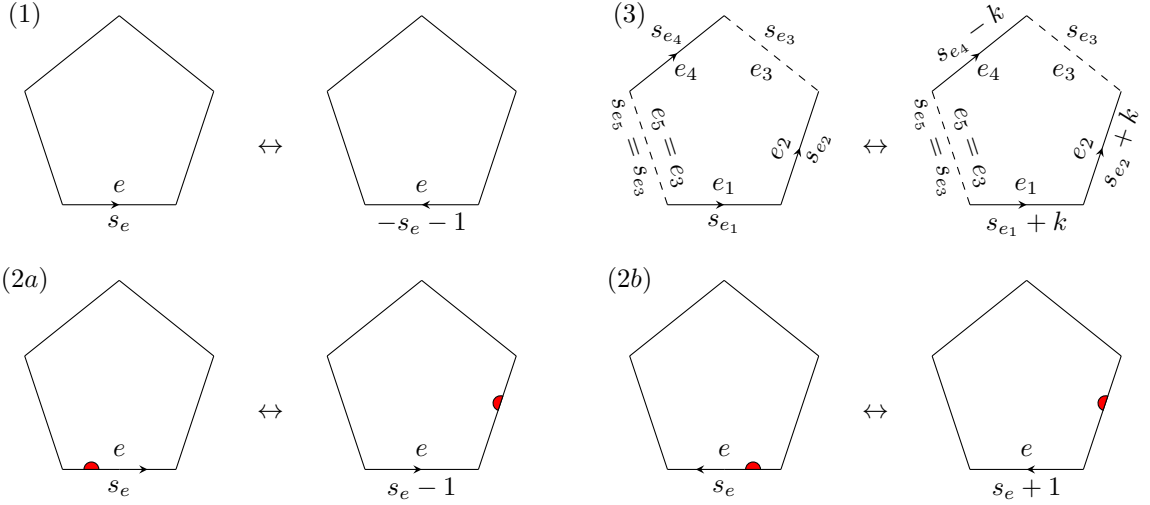 (1)
e
s_e
↔
e
−s_e − 1
(3)
s_{e_4}
e_4
s_{e_3}
e_3
s_{e_5} = s_{e_3}
e_5 = e_3
e_2
s_{e_2}
e_1
s_{e_1}
↔
s_{e_4} − k
e_4
s_{e_3}
e_3
s_{e_5} = s_{e_3}
e_5 = e_3
e_2
s_{e_2} + k
e_1
s_{e_1} + k
(2a)
e
s_e
↔
e
s_e − 1
(2b)
e
s_e
↔
e
s_e + 1